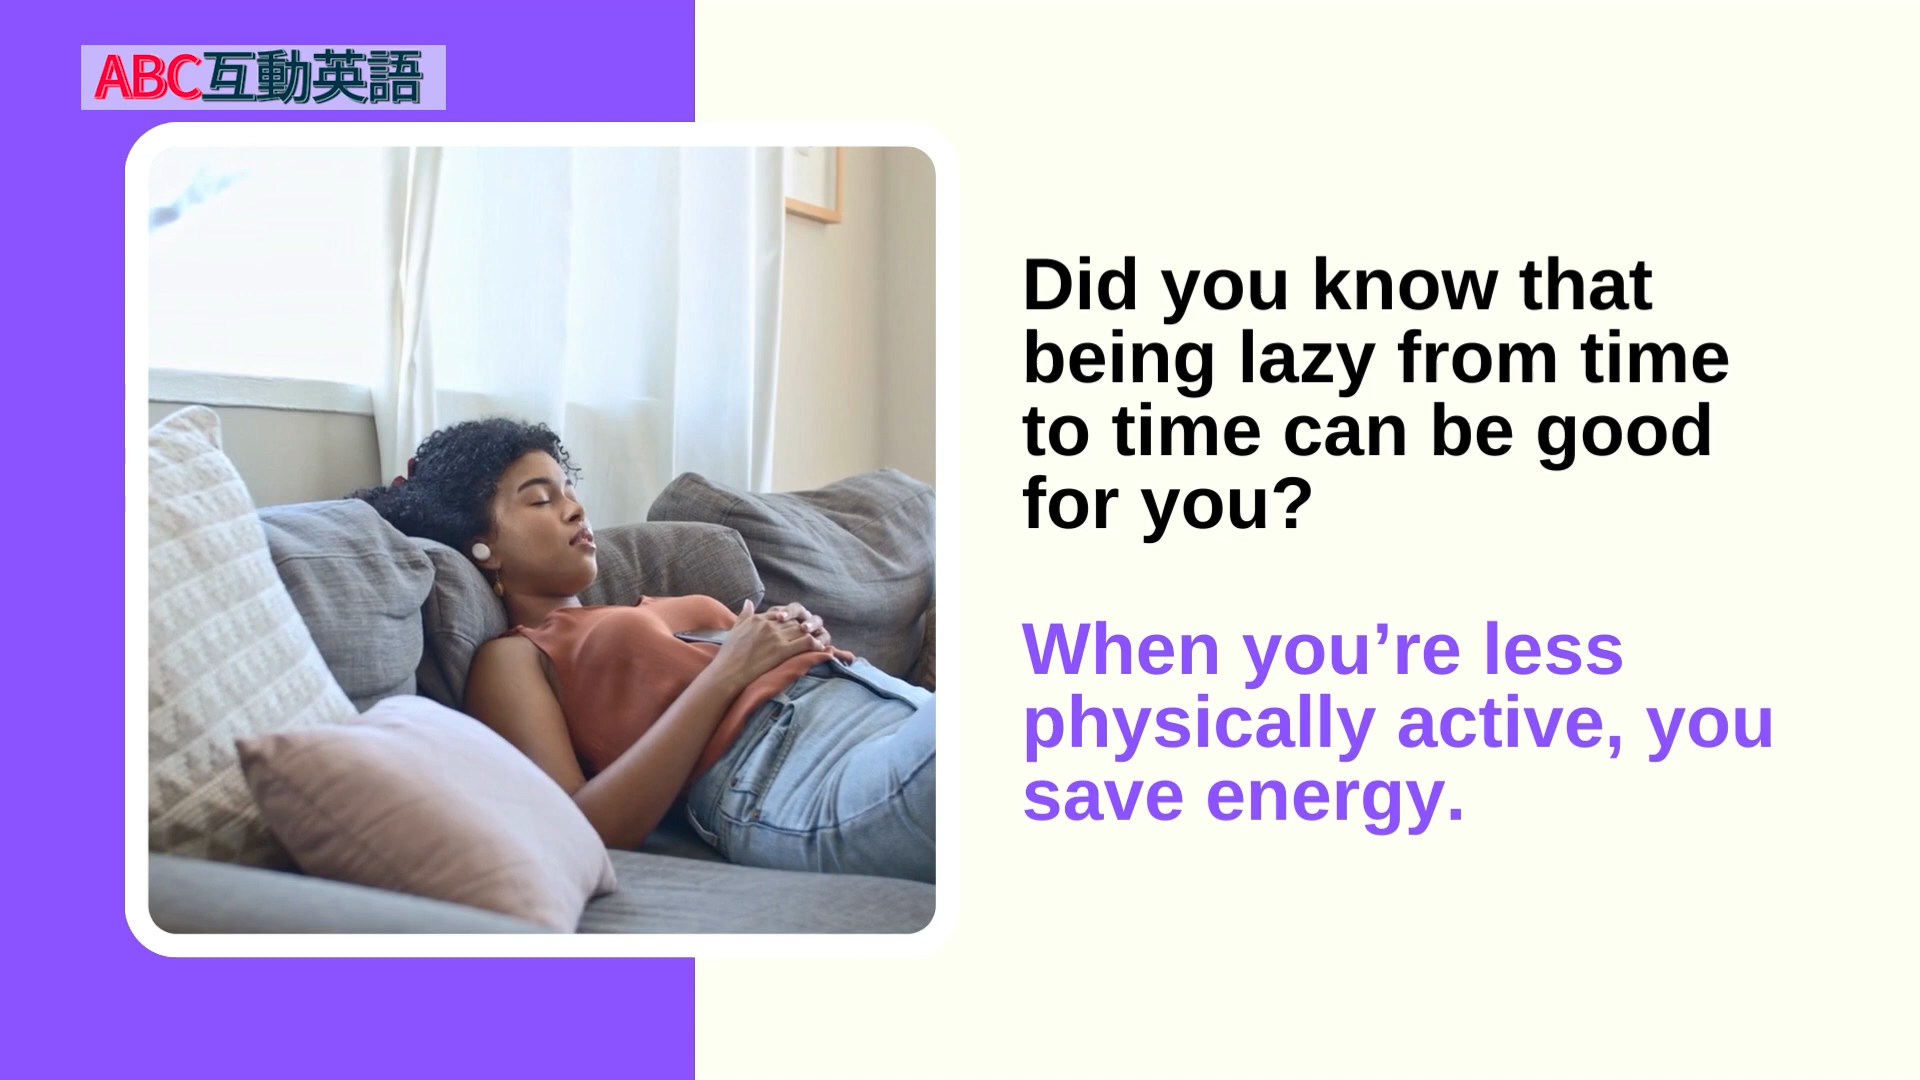 ABC互動英語
Did you know that
being lazy from time
to time can be good
for you?
When you’re less
physically active, you
save energy.